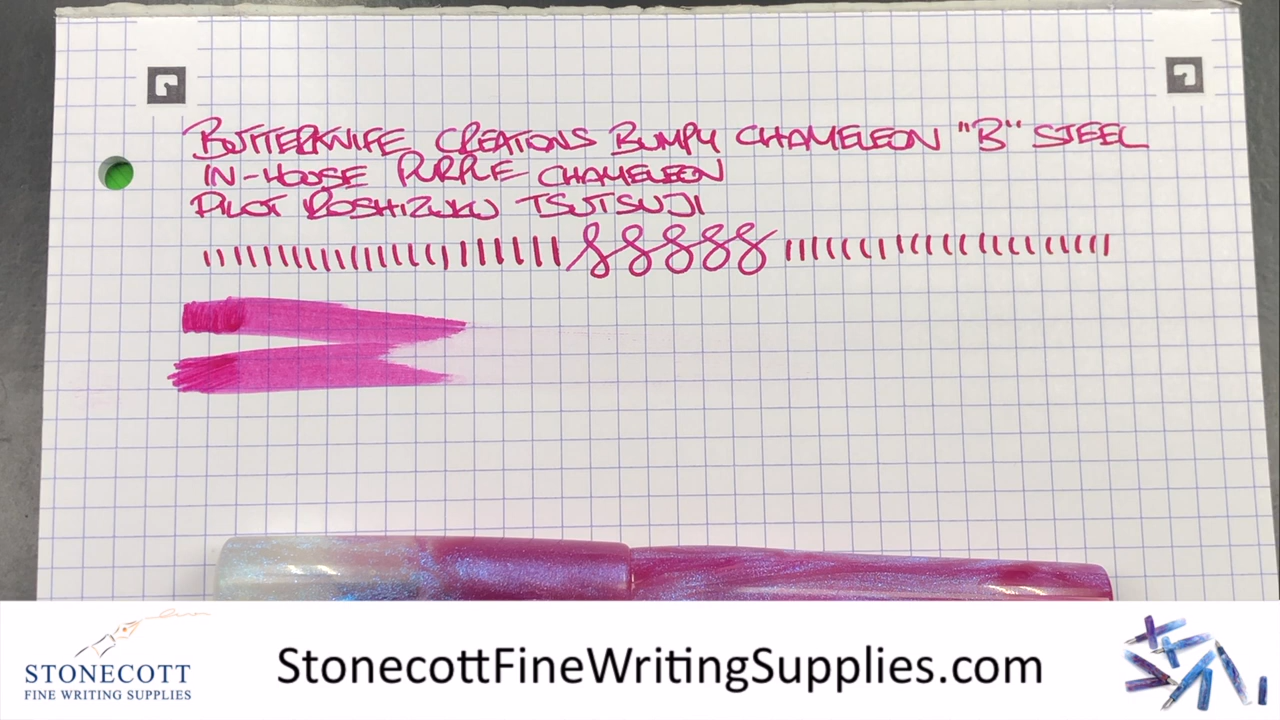 BUTTERKNIFE CREATIONS BUMPY CHAMELEON "B" STEEL
IN-HOUSE PURPLE CHAMELEON
PILOT IROSHIZUKU TSUTSUJI
STONECOTT
FINE WRITING SUPPLIES
StonecottFineWritingSupplies.com